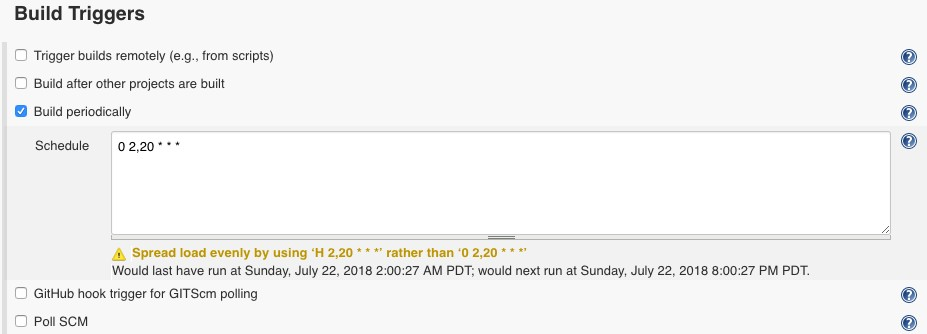 Build Triggers
Trigger builds remotely (e.g., from scripts)
Build after other projects are built
Build periodically
Schedule
0 2,20 * * *
Spread load evenly by using ‘H 2,20 * * *’ rather than ‘0 2,20 * * *’
Would last have run at Sunday, July 22, 2018 2:00:27 AM PDT; would next run at Sunday, July 22, 2018 8:00:27 PM PDT.
GitHub hook trigger for GITScm polling
Poll SCM